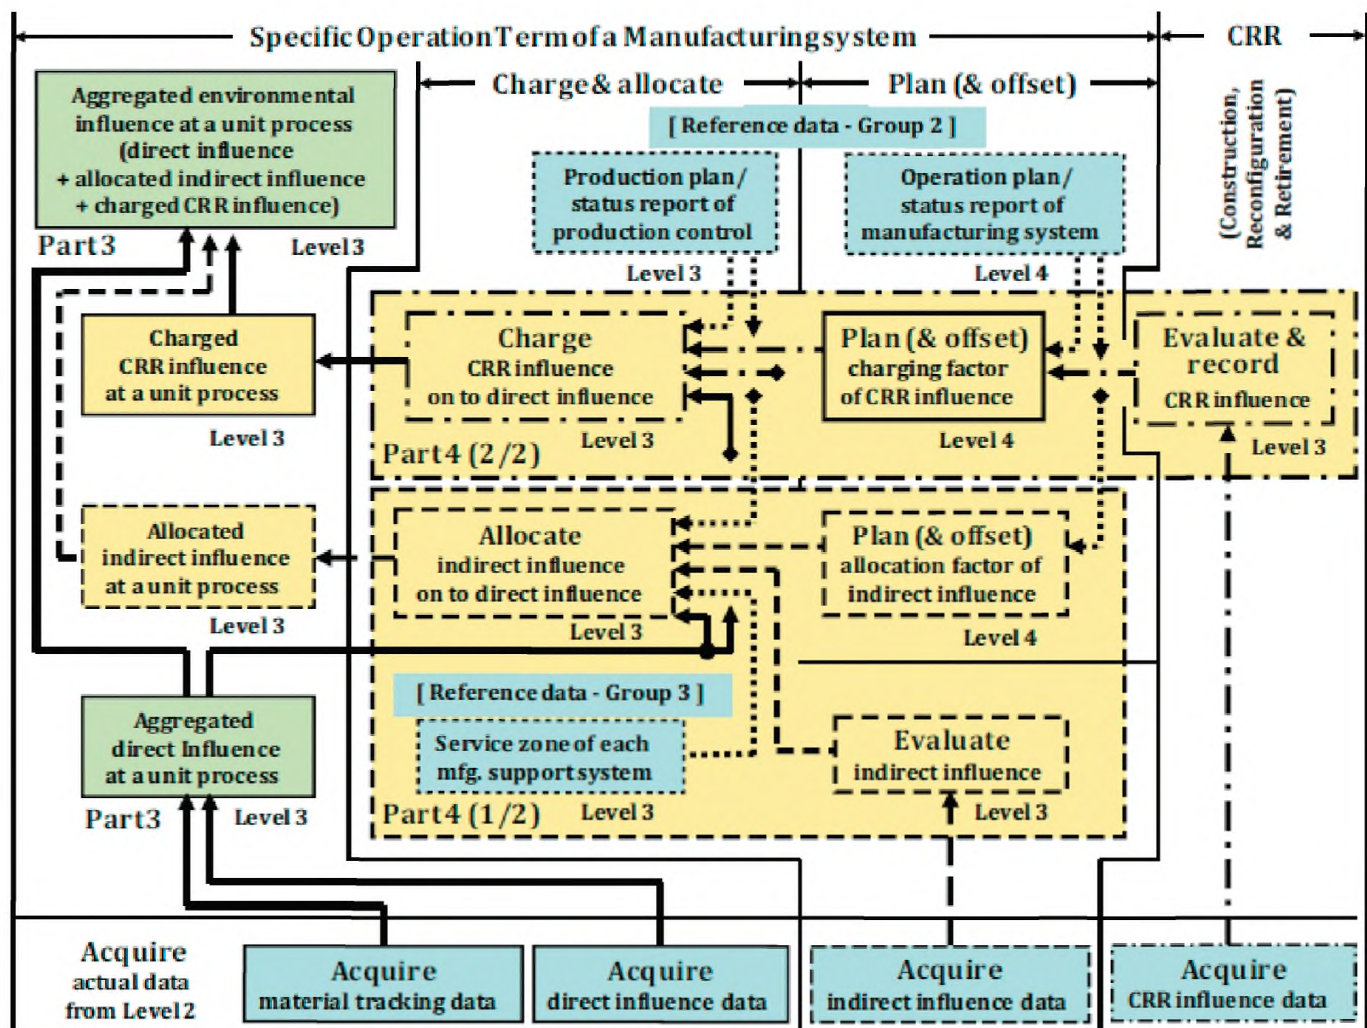 Specific Operation Term of a Manufacturing system
CRR
Charge & allocate
Plan (& offset)
(Construction,
Reconfiguration
& Retirement)
Aggregated environmental
influence at a unit process
(direct influence
+ allocated indirect influence
+ charged CRR influence)
Part 3
Level 3
[ Reference data - Group 2 ]
Production plan /
status report of
production control
Level 3
Operation plan /
status report of
manufacturing system
Level 4
Charged
CRR influence
at a unit process
Level 3
Charge
CRR influence
on to direct influence
Level 3
Plan (& offset)
charging factor
of CRR influence
Level 4
Evaluate &
record
CRR influence
Level 3
Part 4 (2/2)
Allocated
indirect influence
at a unit process
Level 3
Allocate
indirect influence
on to direct influence
Level 3
Plan (& offset)
allocation factor of
indirect influence
Level 4
[ Reference data - Group 3 ]
Service zone of each
mfg. support system
Level 3
Evaluate
indirect influence
Level 3
Part 4 (1/2)
Aggregated
direct Influence
at a unit process
Part 3
Level 3
Acquire
actual data
from Level 2
Acquire
material tracking data
Acquire
direct influence data
Acquire
indirect influence data
Acquire
CRR influence data